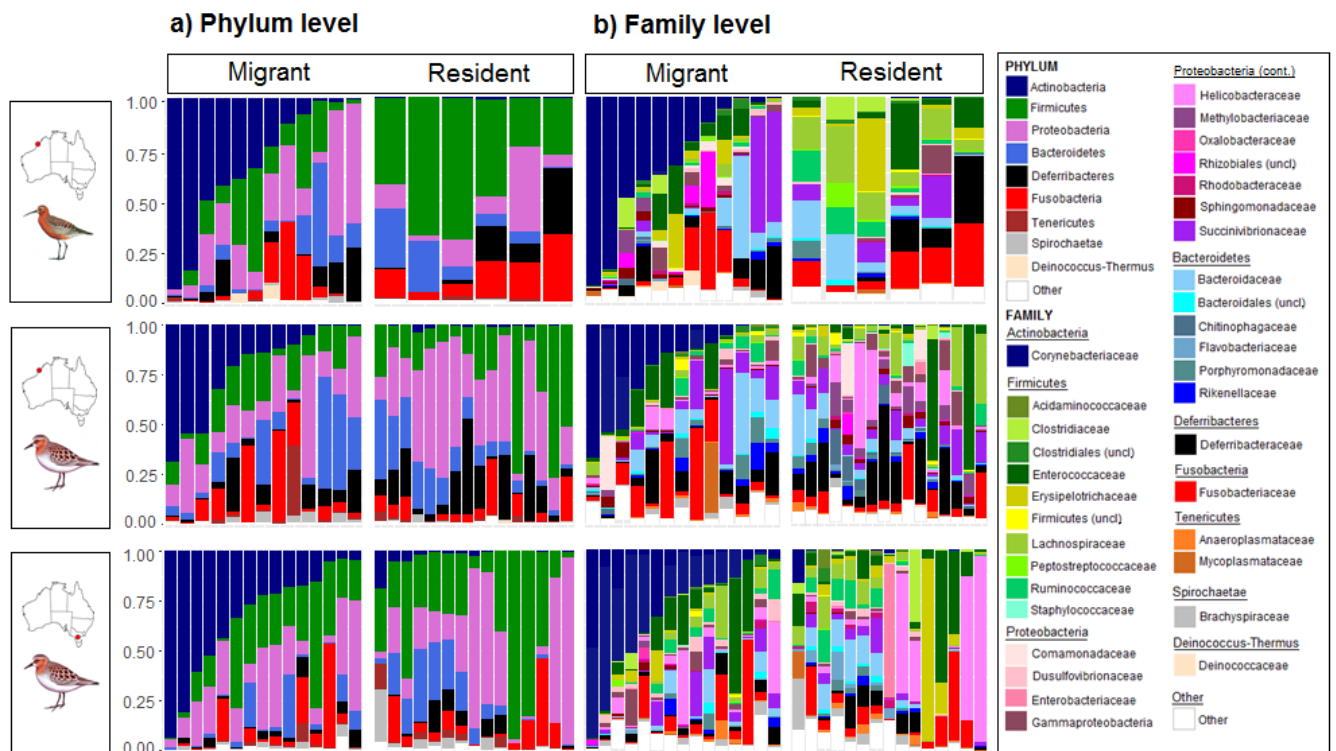 a) Phylum level
b) Family level
Migrant
Resident
Migrant
Resident
1.00
0.75
0.50
0.25
0.00
1.00
0.75
0.50
0.25
0.00
1.00
0.75
0.50
0.25
0.00
PHYLUM
Actinobacteria
Firmicutes
Proteobacteria
Bacteroidetes
Deferribacteres
Fusobacteria
Tenericutes
Spirochaetae
Deinococcus-Thermus
Other
FAMILY
Actinobacteria
Corynebacteriaceae
Firmicutes
Acidaminococcaceae
Clostridiaceae
Clostridiales (uncl)
Enterococcaceae
Erysipelotrichaceae
Firmicutes (uncl)
Lachnospiraceae
Peptostreptococcaceae
Ruminococcaceae
Staphylococcaceae
Proteobacteria
Comamonadaceae
Dusulfovibrionaceae
Enterobacteriaceae
Gammaproteobacteria
Proteobacteria (cont.)
Helicobacteraceae
Methylobacteriaceae
Oxalobacteraceae
Rhizobiales (uncl)
Rhodobacteraceae
Sphingomonadaceae
Succinivibrionaceae
Bacteroidetes
Bacteroidaceae
Bacteroidales (uncl)
Chitinophagaceae
Flavobacteriaceae
Porphyromonadaceae
Rikenellaceae
Deferribacteres
Deferribacteraceae
Fusobacteria
Fusobacteriaceae
Tenericutes
Anaeroplasmataceae
Mycoplasmataceae
Spirochaetae
Brachyspiraceae
Deinococcus-Thermus
Deinococcaceae
Other
Other